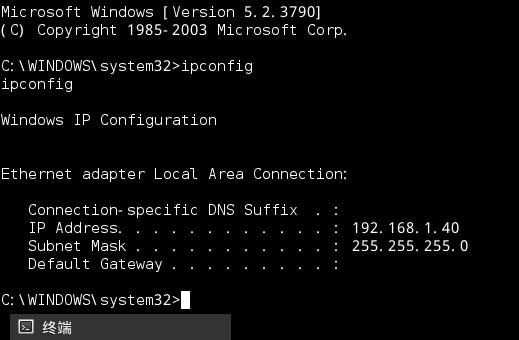 Microsoft Windows [Version 5.2.3790]
(C) Copyright 1985-2003 Microsoft Corp.
C:\WINDOWS\system32>ipconfig
ipconfig
Windows IP Configuration
Ethernet adapter Local Area Connection:
Connection-specific DNS Suffix . :
IP Address. . . . . . . . . . . . : 192.168.1.40
Subnet Mask . . . . . . . . . . . : 255.255.255.0
Default Gateway . . . . . . . . . :
C:\WINDOWS\system32>
终端